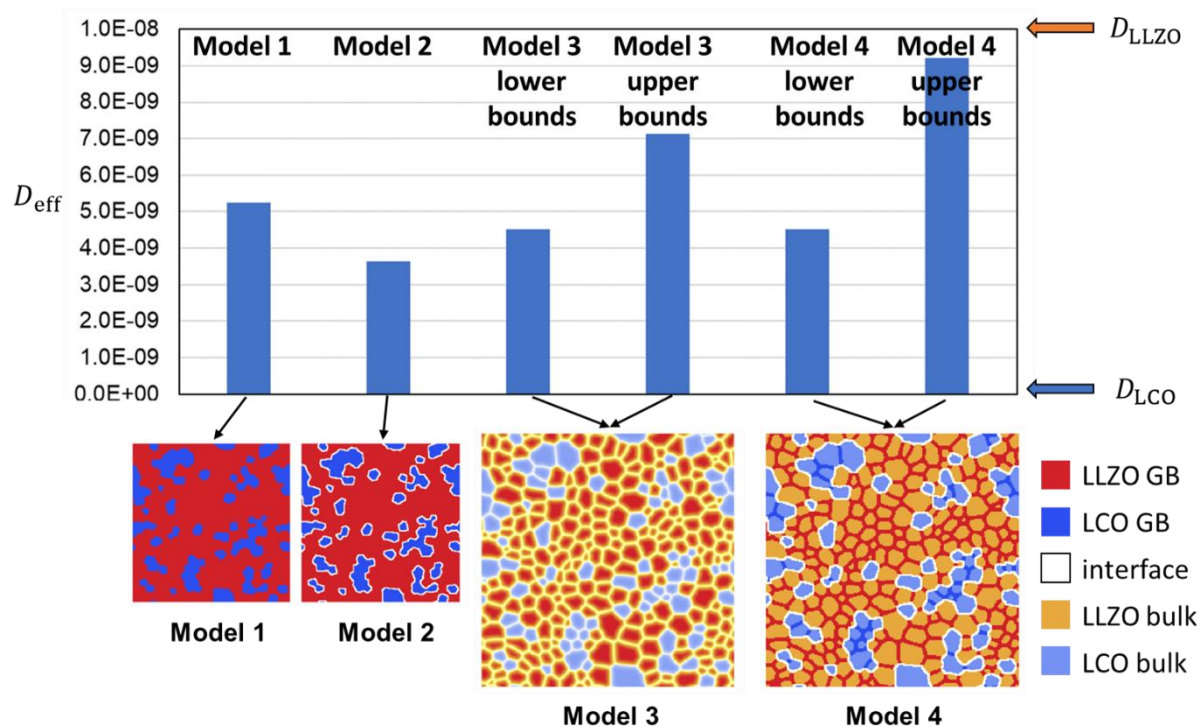 1.0E-08
9.0E-09
8.0E-09
7.0E-09
6.0E-09
5.0E-09
4.0E-09
3.0E-09
2.0E-09
1.0E-09
0.0E+00
D_eff
Model 1
Model 2
Model 3
lower
bounds
Model 3
upper
bounds
Model 4
lower
bounds
Model 4
upper
bounds
D_LLZO
D_LCO
Model 1
Model 2
Model 3
Model 4
LLZO GB
LCO GB
interface
LLZO bulk
LCO bulk